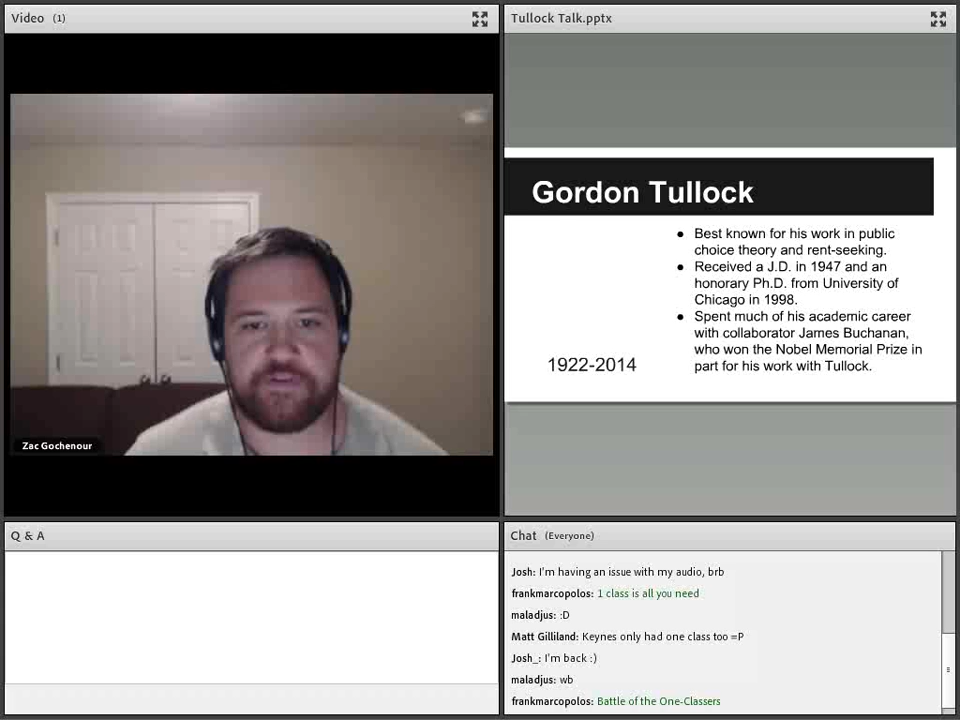 Video (1)
Zac Gochenour
Tullock Talk.pptx
Gordon Tullock
1922-2014
● Best known for his work in public
choice theory and rent-seeking.
● Received a J.D. in 1947 and an
honorary Ph.D. from University of
Chicago in 1998.
● Spent much of his academic career
with collaborator James Buchanan,
who won the Nobel Memorial Prize in
part for his work with Tullock.
Q & A
Chat (Everyone)
Josh: I'm having an issue with my audio, brb
frankmarcopolos: 1 class is all you need
maladjus: :D
Matt Gilliland: Keynes only had one class too =P
Josh_: I'm back :)
maladjus: wb
frankmarcopolos: Battle of the One-Classers